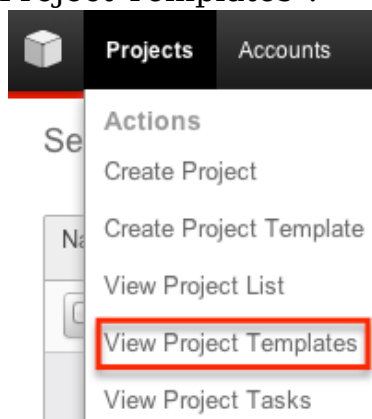 Project Templates".
Projects Accounts
Actions
Se
Create Project
Create Project Template
Na
View Project List
View Project Templates
View Project Tasks